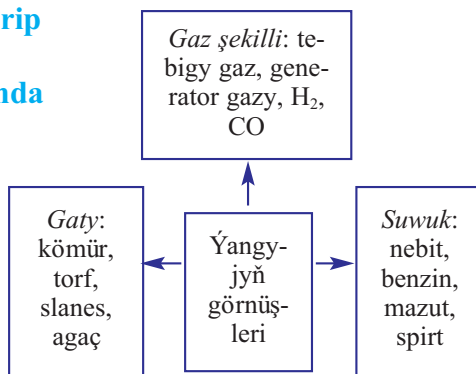 rip
nda
Gaz şekilli: te-
bigy gaz, gene-
rator gazy, H₂,
CO
Gaty:
kömür,
torf,
slanes,
agaç
Ýangy-
jyň
görnüş-
leri
Suwuk:
nebit,
benzin,
mazut,
spirt